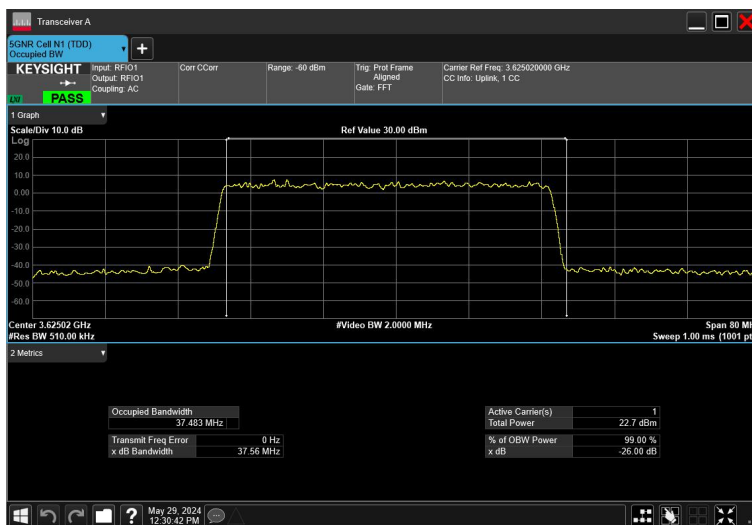 Transceiver A
5GNR Cell N1 (TDD)
Occupied BW
KEYSIGHT
LXI
PASS
Input: RFIO1
Output: RFIO1
Coupling: AC
Corr CCorr
Range: -60 dBm
Trig: Prot Frame
Aligned
Gate: FFT
Carrier Ref Freq: 3.625020000 GHz
CC Info: Uplink, 1 CC
1 Graph
Scale/Div 10.0 dB
Ref Value 30.00 dBm
Log
20.0
10.0
0.00
-10.0
-20.0
-30.0
-40.0
-50.0
-60.0
Center 3.62502 GHz
#Video BW 2.0000 MHz
Span 80 MH
#Res BW 510.00 kHz
Sweep 1.00 ms (1001 pt
2 Metrics
Occupied Bandwidth
37.483 MHz
Transmit Freq Error 0 Hz
x dB Bandwidth 37.56 MHz
Active Carrier(s) 1
Total Power 22.7 dBm
% of OBW Power 99.00 %
x dB -26.00 dB
May 29, 2024
12:30:42 PM